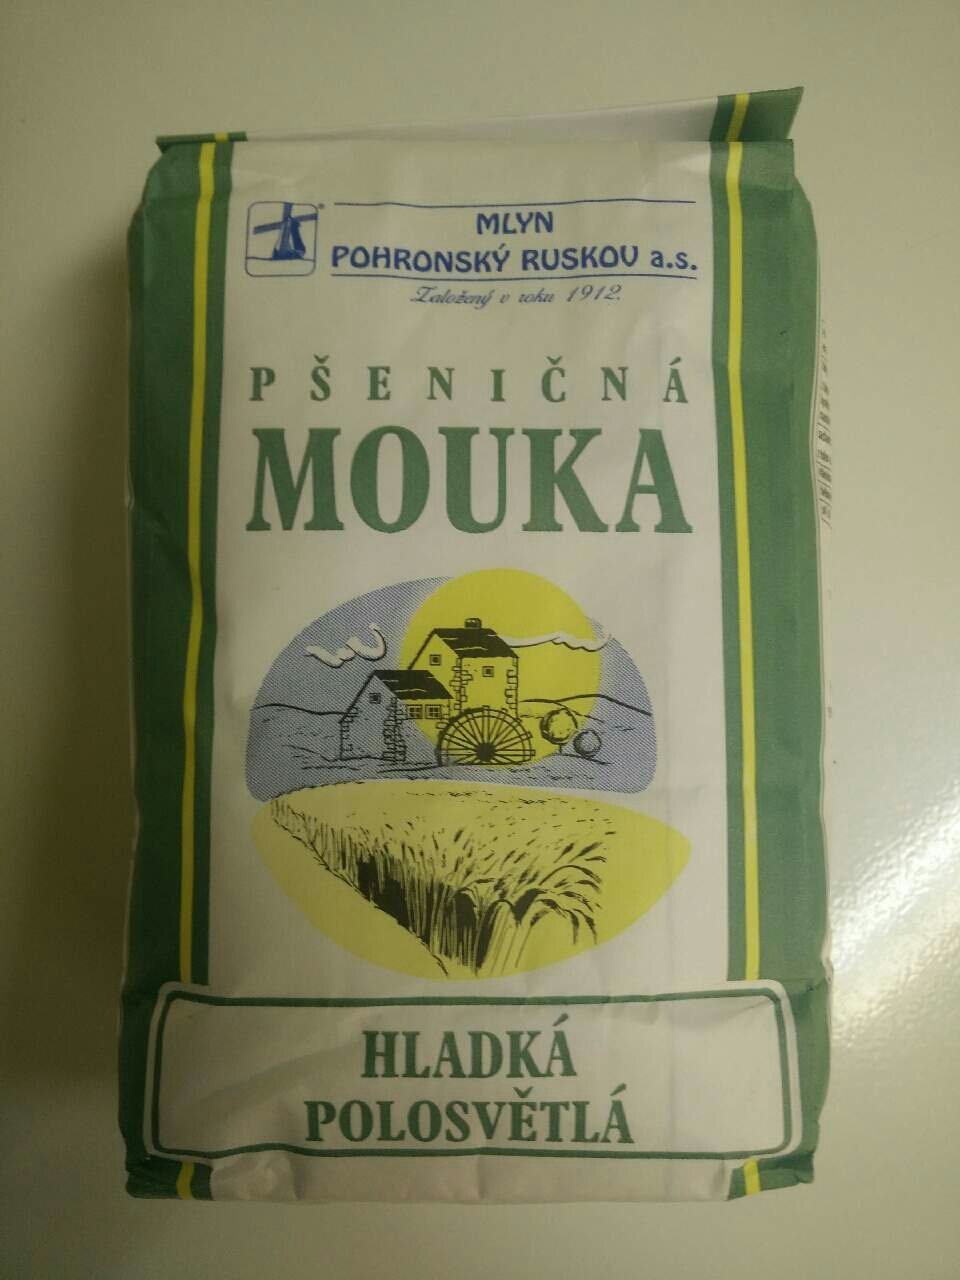 MLYN
POHRONSKÝ RUSKOV a.s.
Založený v roku 1912.
PŠENIČNÁ
MOUKA
HLADKÁ
POLOSVĚTLÁ